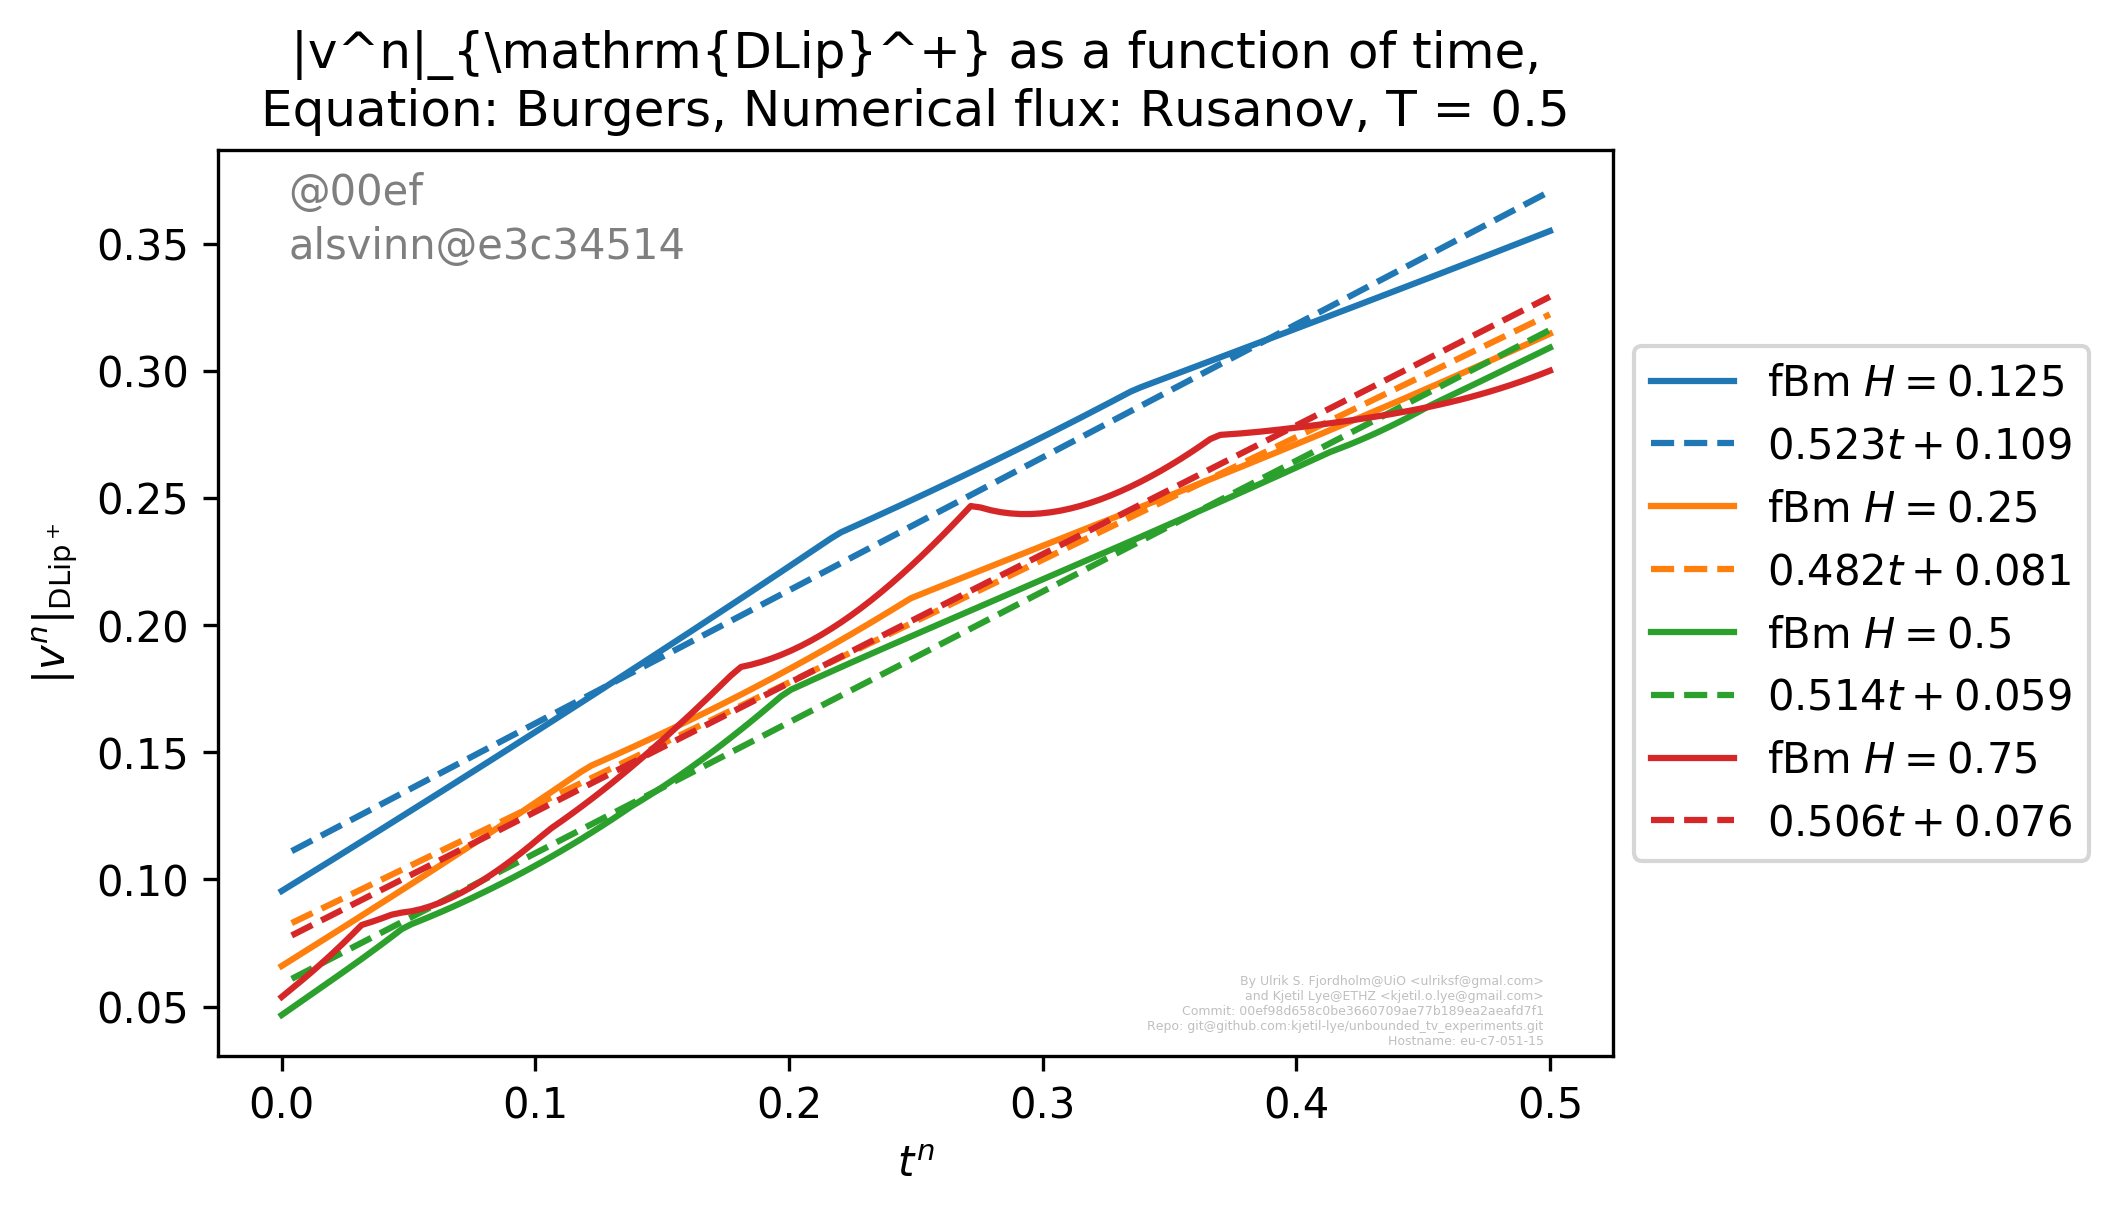 |v^n|_{\mathrm{DLip}^+} as a function of time,
Equation: Burgers, Numerical flux: Rusanov, T = 0.5
@00ef
alsvinn@e3c34514
0.35
0.30
0.25
0.20
0.15
0.10
0.05
|vⁿ|DLip⁺
0.0 0.1 0.2 0.3 0.4 0.5
tⁿ
fBm H = 0.125
0.523t + 0.109
fBm H = 0.25
0.482t + 0.081
fBm H = 0.5
0.514t + 0.059
fBm H = 0.75
0.506t + 0.076
By Ulrik S. Fjordholm@UiO <ulriksf@gmal.com>
and Kjetil Lye@ETHZ <kjetil.o.lye@gmail.com>
Commit: 00ef98d658c0be3660709ae77b189ea2aeafd7f1
Repo: git@github.com:kjetil-lye/unbounded_tv_experiments.git
Hostname: eu-c7-051-15